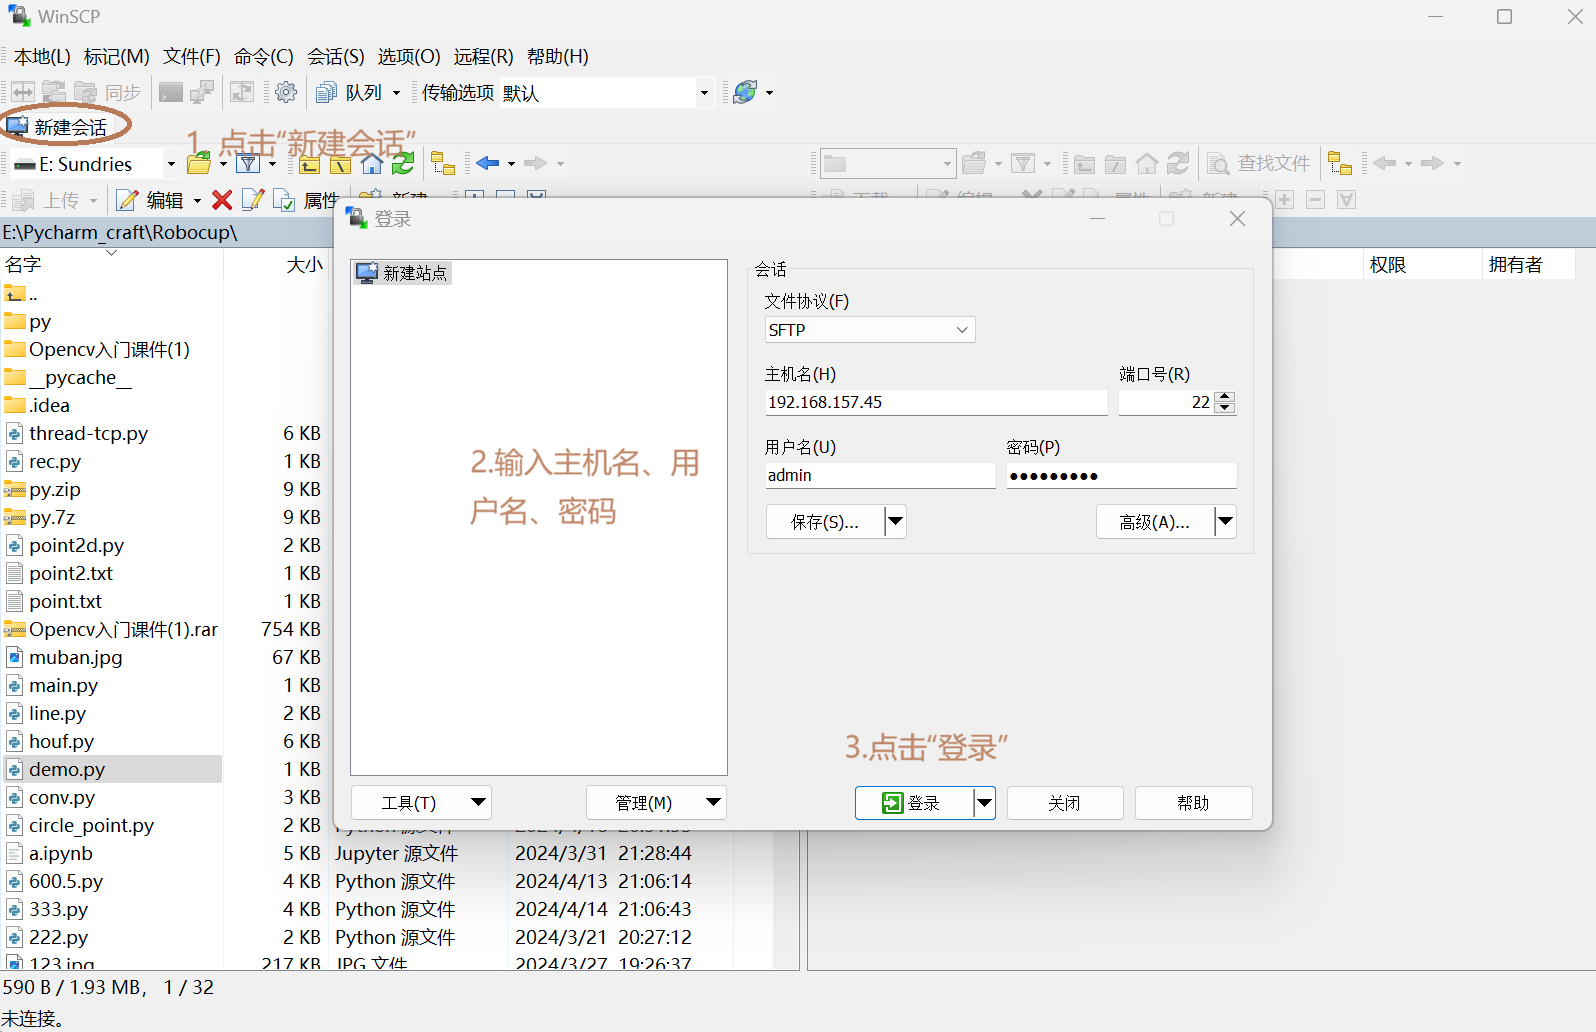 WinSCP
本地(L) 标记(M) 文件(F) 命令(C) 会话(S) 选项(O) 远程(R) 帮助(H)
同步 队列 传输选项 默认
新建会话
1. 点击“新建会话”
E: Sundries 查找文件
上传 编辑 属性 新建
E:\Pycharm_craft\Robocup\
名字 大小 权限 拥有者
..
py
Opencv入门课件(1)
__pycache__
.idea
thread-tcp.py 6 KB
rec.py 1 KB
py.zip 9 KB
py.7z 9 KB
point2d.py 2 KB
point2.txt 1 KB
point.txt 1 KB
Opencv入门课件(1).rar 754 KB
muban.jpg 67 KB
main.py 1 KB
line.py 2 KB
houf.py 6 KB
demo.py 1 KB
conv.py 3 KB
circle_point.py 2 KB
a.ipynb 5 KB Jupyter 源文件 2024/3/31 21:28:44
600.5.py 4 KB Python 源文件 2024/4/13 21:06:14
333.py 4 KB Python 源文件 2024/4/14 21:06:43
222.py 2 KB Python 源文件 2024/3/21 20:27:12
123.jpg 217 KB JPG 文件 2024/3/27 19:26:37
590 B / 1.93 MB, 1 / 32
未连接。
登录
新建站点
会话
文件协议(F)
SFTP
主机名(H) 端口号(R)
192.168.157.45 22
用户名(U) 密码(P)
admin ●●●●●●●●●
保存(S)... 高级(A)...
2.输入主机名、用
户名、密码
3.点击“登录”
工具(T) 管理(M) 登录 关闭 帮助